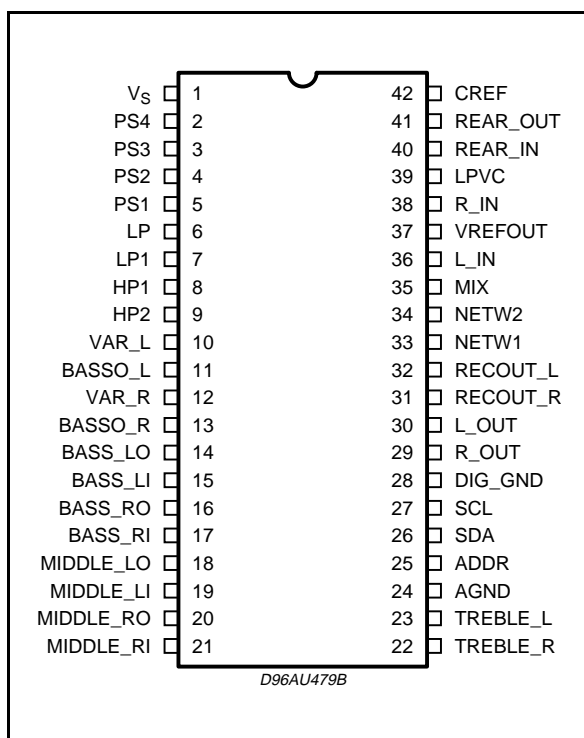 VS 1 42 CREF
PS4 2 41 REAR_OUT
PS3 3 40 REAR_IN
PS2 4 39 LPVC
PS1 5 38 R_IN
LP 6 37 VREFOUT
LP1 7 36 L_IN
HP1 8 35 MIX
HP2 9 34 NETW2
VAR_L 10 33 NETW1
BASSO_L 11 32 RECOUT_L
VAR_R 12 31 RECOUT_R
BASSO_R 13 30 L_OUT
BASS_LO 14 29 R_OUT
BASS_LI 15 28 DIG_GND
BASS_RO 16 27 SCL
BASS_RI 17 26 SDA
MIDDLE_LO 18 25 ADDR
MIDDLE_LI 19 24 AGND
MIDDLE_RO 20 23 TREBLE_L
MIDDLE_RI 21 22 TREBLE_R
D96AU479B